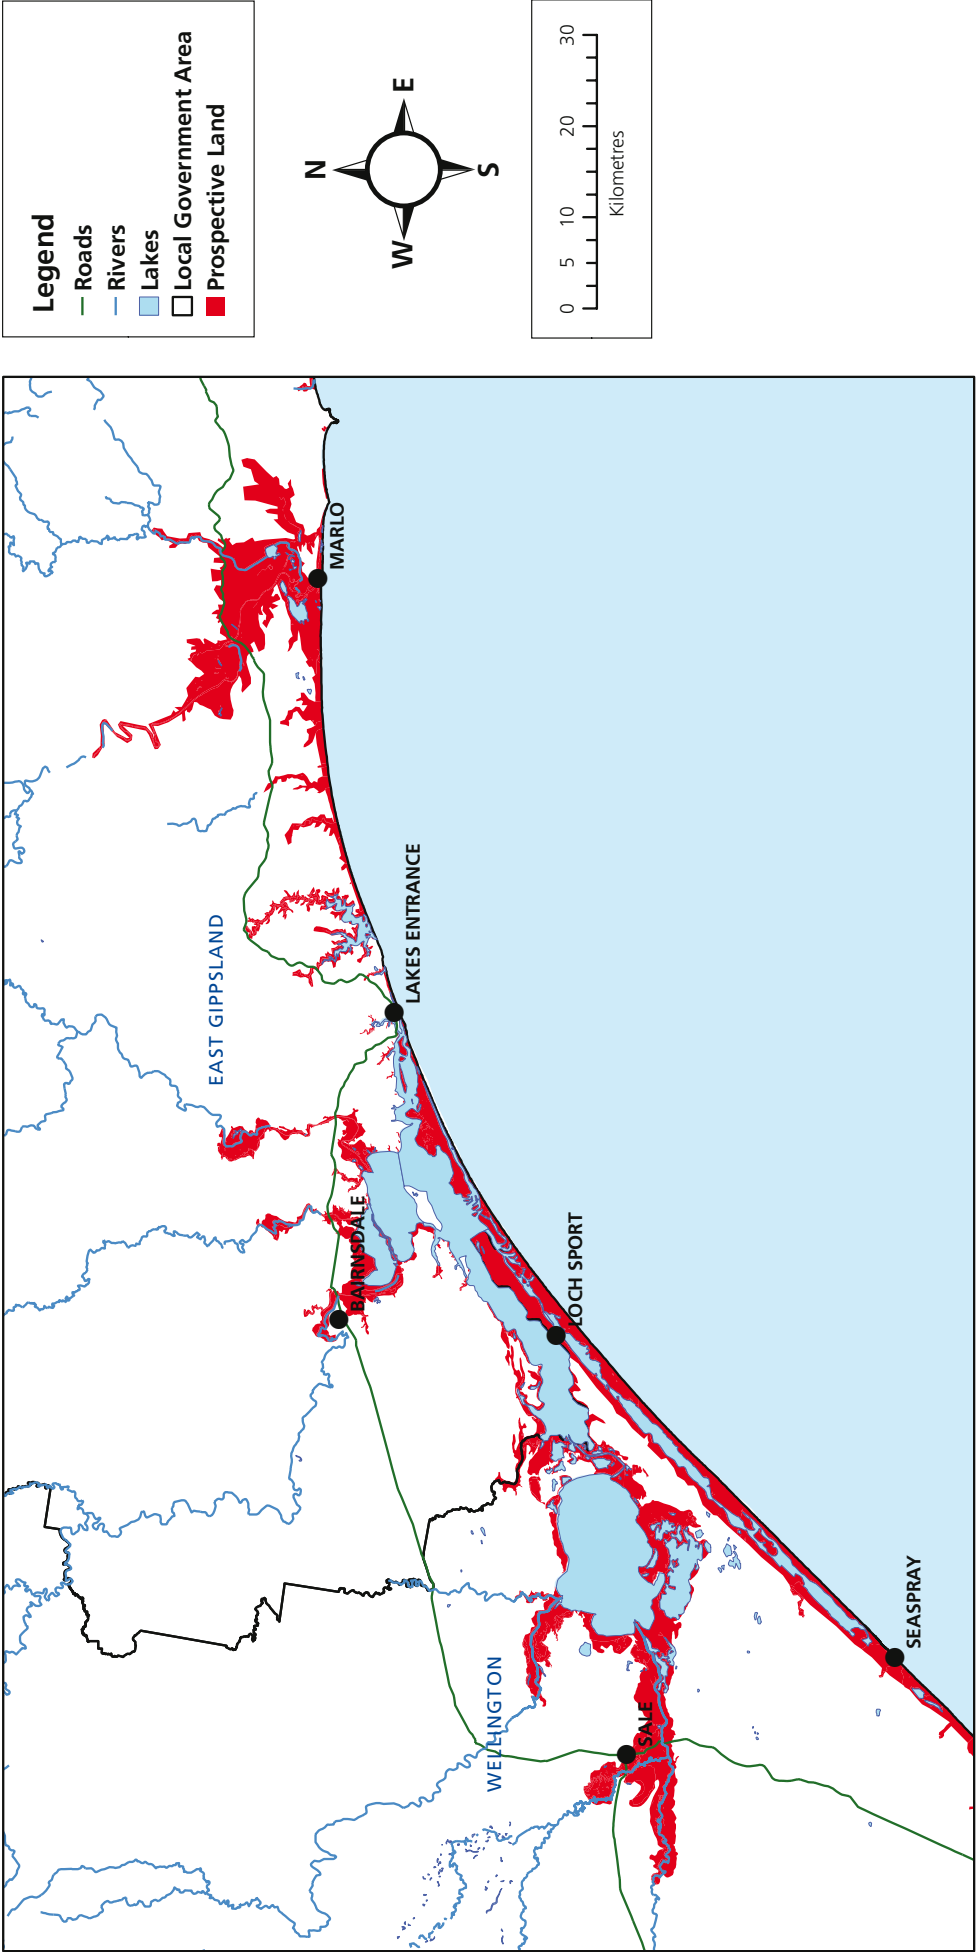 Legend
Roads
Rivers
Lakes
Local Government Area
Prospective Land
N
W
E
S
0
5
10
20
30
Kilometres
EAST GIPPSLAND
MARLO
LAKES ENTRANCE
BAIRNSDALE
LOCH SPORT
WELLINGTON
SALE
SEASPRAY